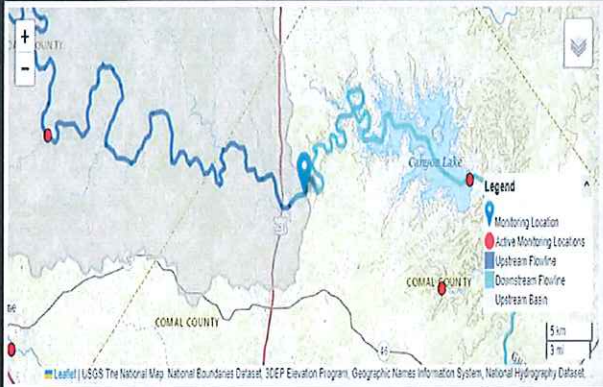 +
COUNTY
−
Canyon Lake
Legend
Monitoring Location
Active Monitoring Locations
Upstream Flowline
COMAL COUNTY
Downstream Flowline
Upstream Basin
COMAL COUNTY
5 km
3 mi
46
Leaflet | USGS The National Map: National Boundaries Dataset, 3DEP Elevation Program, Geographic Names Information System, National Hydrography Dataset,